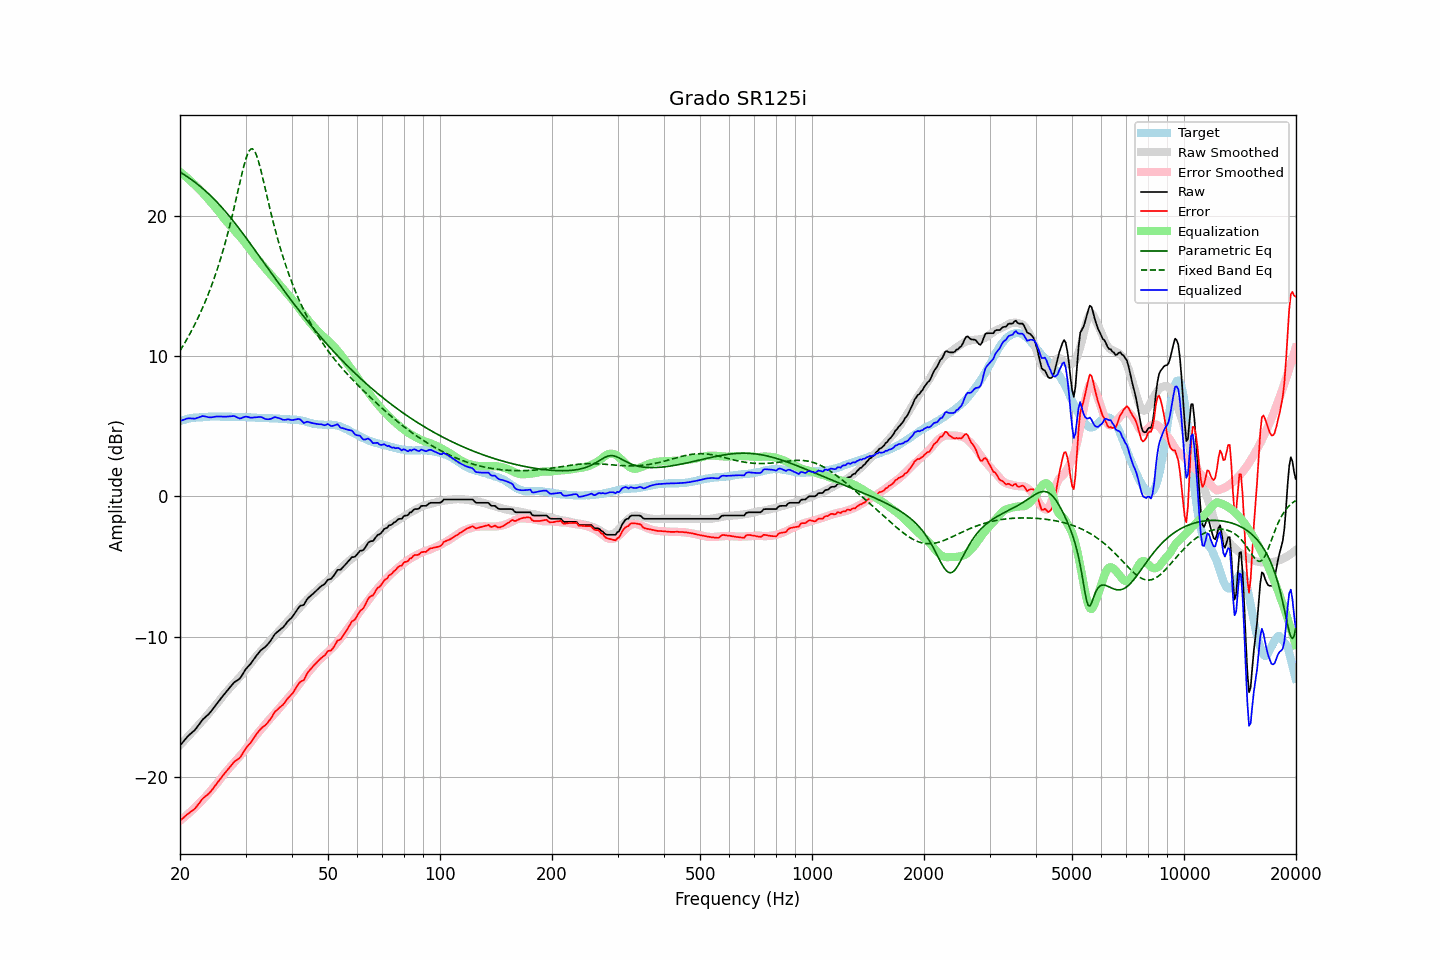 Grado SR125i
Amplitude (dBr)
20
10
0
−10
−20
Target
Raw Smoothed
Error Smoothed
Raw
Error
Equalization
Parametric Eq
Fixed Band Eq
Equalized
20 50 100 200 500 1000 2000 5000 10000 20000
Frequency (Hz)